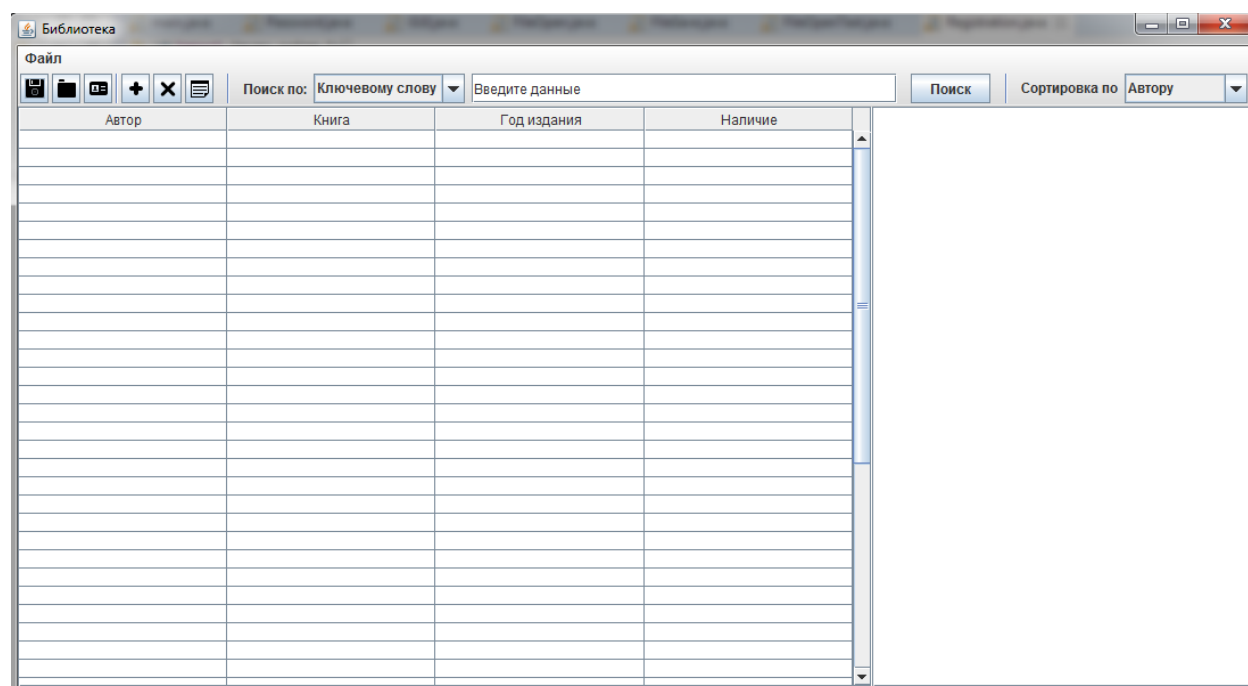 Библиотека
Файл
Поиск по: Ключевому слову Введите данные Поиск Сортировка по Автору
Автор Книга Год издания Наличие